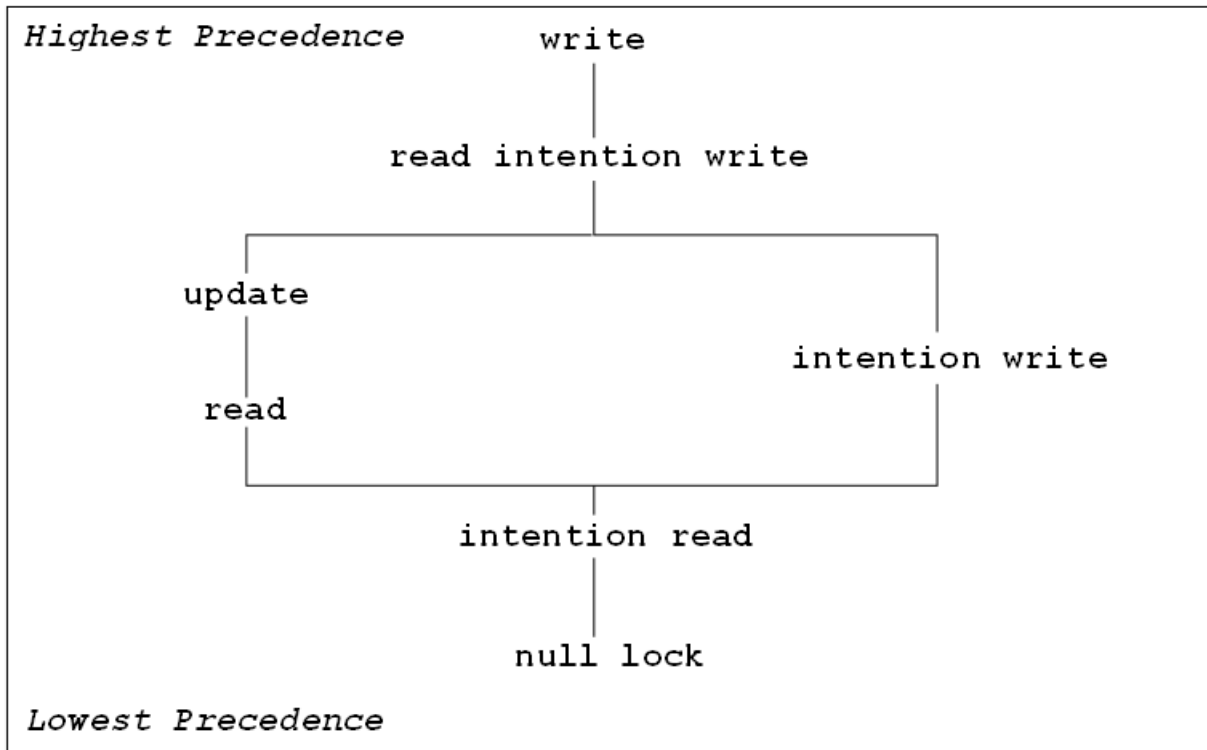 Highest Precedence
write
read intention write
update
intention write
read
intention read
null lock
Lowest Precedence